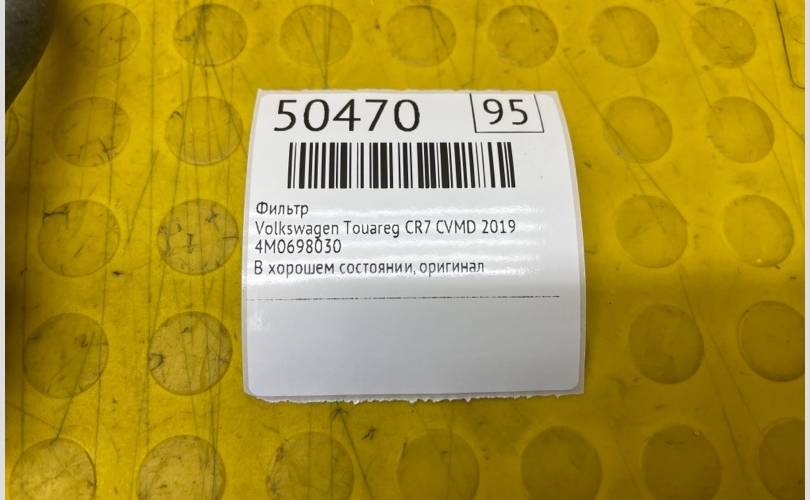 50470 95
Фильтр
Volkswagen Touareg CR7 CVMD 2019
4M0698030
В хорошем состоянии, оригинал